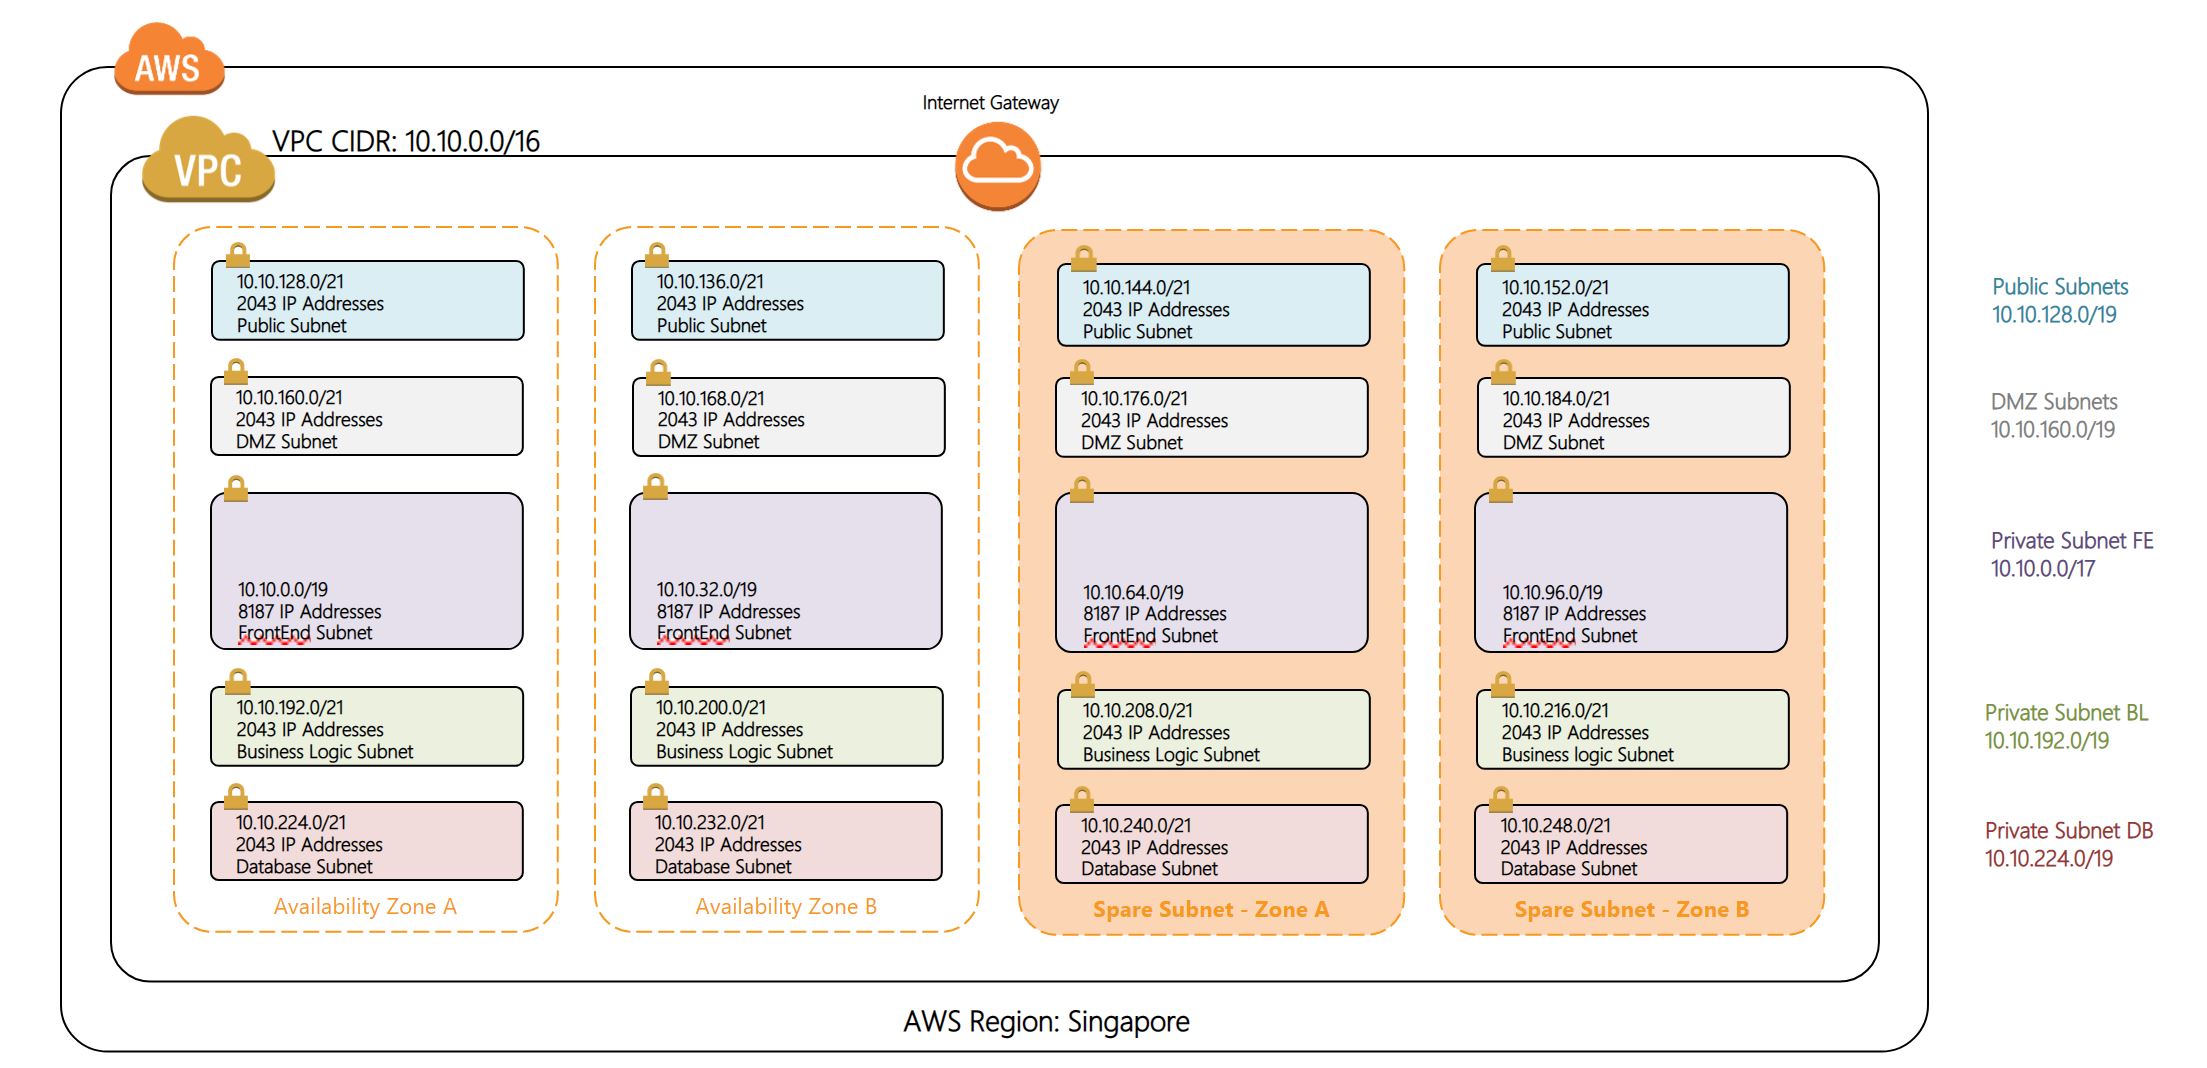 AWS
Internet Gateway
VPC CIDR: 10.10.0.0/16
VPC
10.10.128.0/21
2043 IP Addresses
Public Subnet
10.10.136.0/21
2043 IP Addresses
Public Subnet
10.10.144.0/21
2043 IP Addresses
Public Subnet
10.10.152.0/21
2043 IP Addresses
Public Subnet
Public Subnets
10.10.128.0/19
10.10.160.0/21
2043 IP Addresses
DMZ Subnet
10.10.168.0/21
2043 IP Addresses
DMZ Subnet
10.10.176.0/21
2043 IP Addresses
DMZ Subnet
10.10.184.0/21
2043 IP Addresses
DMZ Subnet
DMZ Subnets
10.10.160.0/19
10.10.0.0/19
8187 IP Addresses
FrontEnd Subnet
10.10.32.0/19
8187 IP Addresses
FrontEnd Subnet
10.10.64.0/19
8187 IP Addresses
FrontEnd Subnet
10.10.96.0/19
8187 IP Addresses
FrontEnd Subnet
Private Subnet FE
10.10.0.0/17
10.10.192.0/21
2043 IP Addresses
Business Logic Subnet
10.10.200.0/21
2043 IP Addresses
Business Logic Subnet
10.10.208.0/21
2043 IP Addresses
Business Logic Subnet
10.10.216.0/21
2043 IP Addresses
Business logic Subnet
Private Subnet BL
10.10.192.0/19
10.10.224.0/21
2043 IP Addresses
Database Subnet
10.10.232.0/21
2043 IP Addresses
Database Subnet
10.10.240.0/21
2043 IP Addresses
Database Subnet
10.10.248.0/21
2043 IP Addresses
Database Subnet
Private Subnet DB
10.10.224.0/19
Availability Zone A
Availability Zone B
Spare Subnet - Zone A
Spare Subnet - Zone B
AWS Region: Singapore